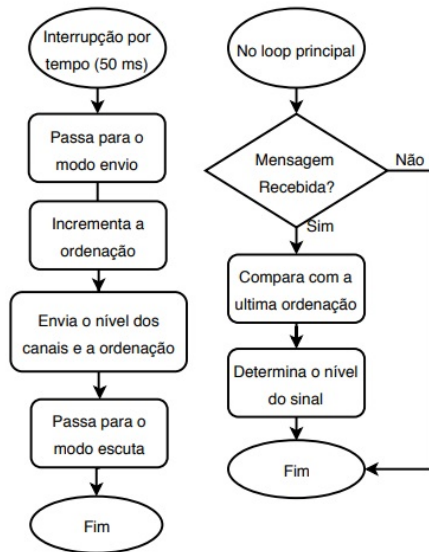 Interrupção por
tempo (50 ms)
Passa para o
modo envio
Incrementa a
ordenação
Envia o nível dos
canais e a ordenação
Passa para o
modo escuta
Fim
No loop principal
Mensagem
Recebida?
Não
Sim
Compara com a
ultima ordenação
Determina o nível
do sinal
Fim